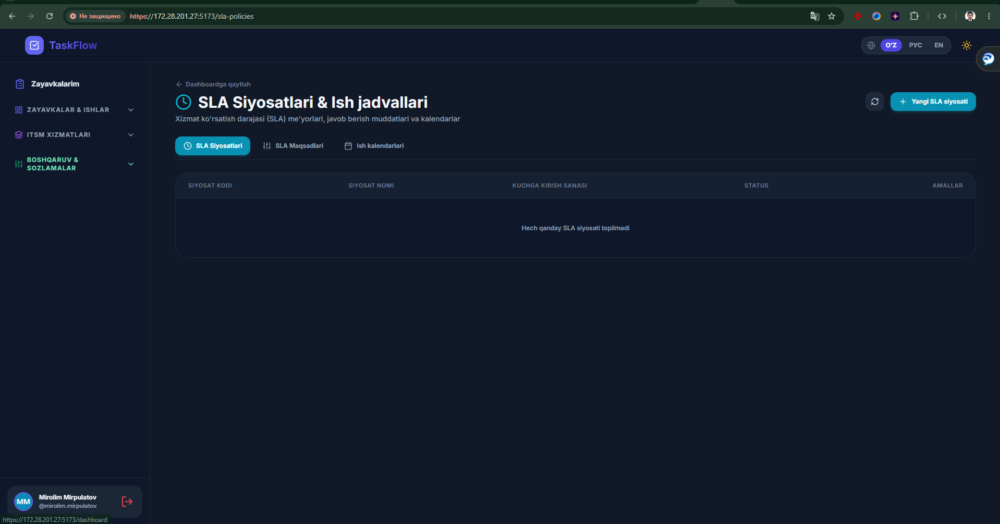 Не защищено
https://172.28.201.27:5173/sla-policies
TaskFlow
O'Z
РУС
EN
Zayavkalarim
ZAYAVKALAR & ISHLAR
ITSM XIZMATLARI
BOSHQARUV &
SOZLAMALAR
Dashboardga qaytish
SLA Siyosatlari & Ish jadvallari
Xizmat ko'rsatish darajasi (SLA) me'yorlari, javob berish muddatlari va kalendarlar
Yangi SLA siyosati
SLA Siyosatlari
SLA Maqsadlari
Ish kalendarlari
SIYOSAT KODI
SIYOSAT NOMI
KUCHGA KIRISH SANASI
STATUS
AMALLAR
Hech qanday SLA siyosati topilmadi
MM
Mirolim Mirpulatov
@mirolim.mirpulatov
https://172.28.201.27:5173/dashboard